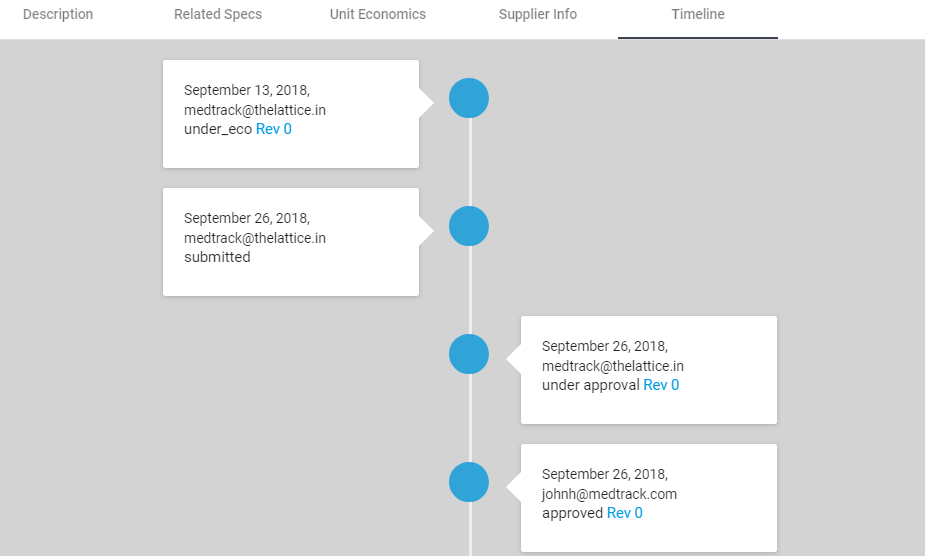 Description Related Specs Unit Economics Supplier Info Timeline
September 13, 2018,
medtrack@thelattice.in
under_eco Rev 0
September 26, 2018,
medtrack@thelattice.in
submitted
September 26, 2018,
medtrack@thelattice.in
under approval Rev 0
September 26, 2018,
johnh@medtrack.com
approved Rev 0